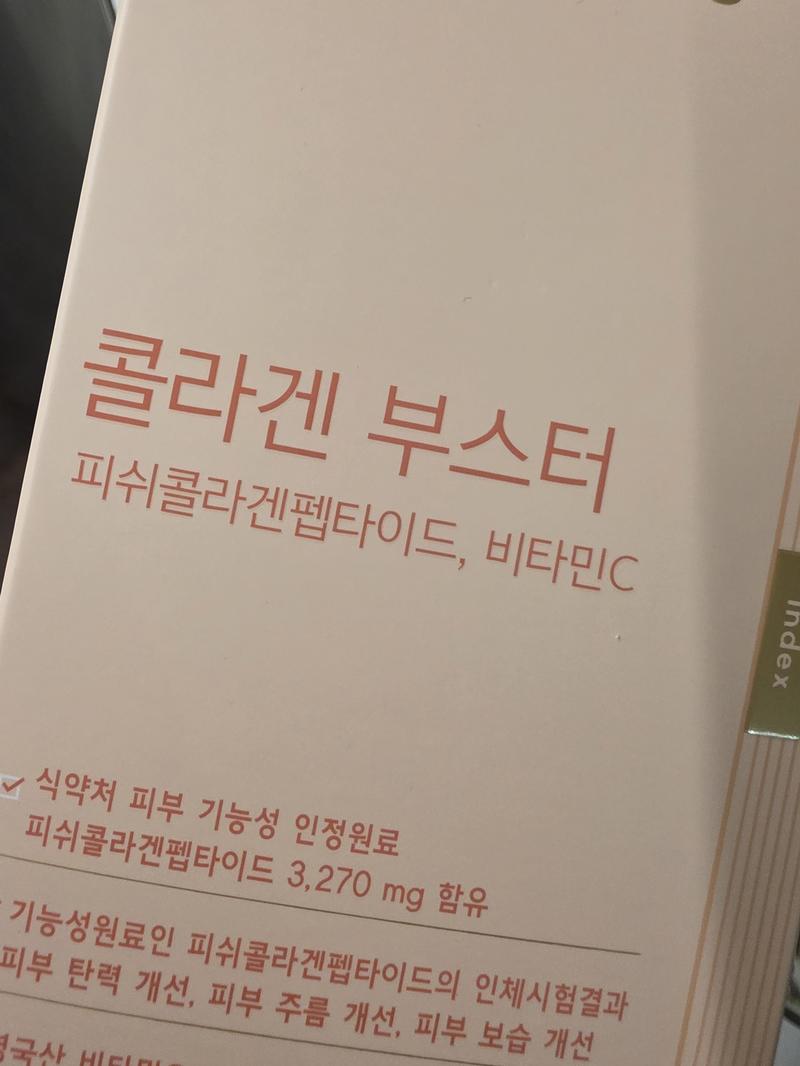 콜라겐 부스터
피쉬콜라겐펩타이드, 비타민C
index
식약처 피부 기능성 인정원료
피쉬콜라겐펩타이드 3,270 mg 함유
기능성원료인 피쉬콜라겐펩타이드의 인체시험결과
피부 탄력 개선, 피부 주름 개선, 피부 보습 개선